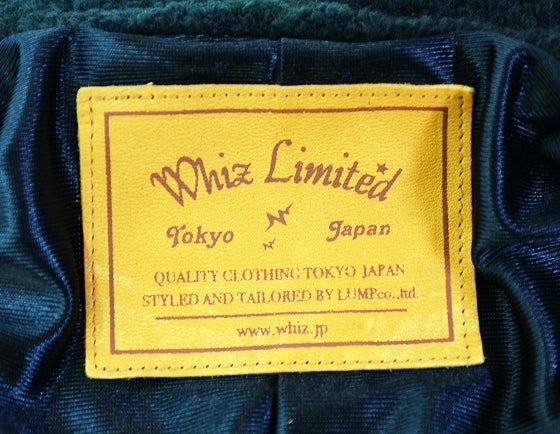 Whiz Limited
Tokyo Japan
QUALITY CLOTHING TOKYO JAPAN
STYLED AND TAILORED BY LUMPco.,ltd.
www.whiz.jp